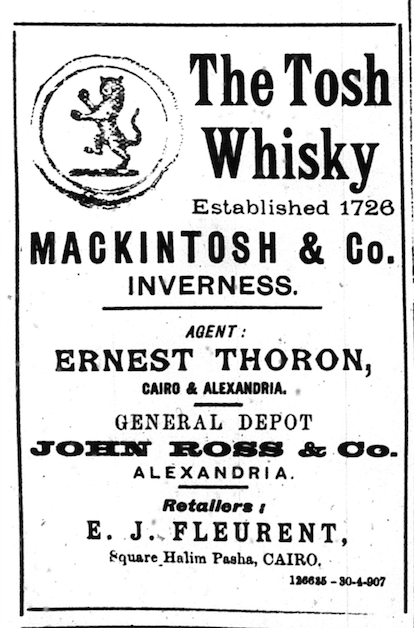 The Tosh
Whisky
Established 1726
MACKINTOSH & Co.
INVERNESS.
AGENT:
ERNEST THORON,
CAIRO & ALEXANDRIA.
GENERAL DEPOT
JOHN ROSS & Co.
ALEXANDRIA.
Retailers:
E. J. FLEURENT,
Square Halim Pasha, CAIRO.
126625 - 30-4-907